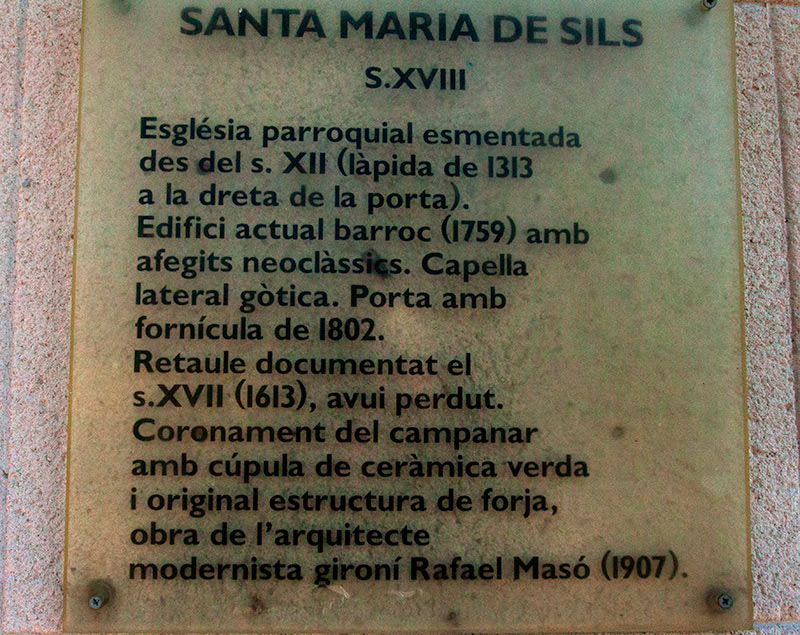 SANTA MARIA DE SILS
S.XVIII
Església parroquial esmentada
des del s. XII (làpida de 1313
a la dreta de la porta).
Edifici actual barroc (1759) amb
afegits neoclàssics. Capella
lateral gòtica. Porta amb
fornícula de 1802.
Retaule documentat el
s.XVII (1613), avui perdut.
Coronament del campanar
amb cúpula de ceràmica verda
i original estructura de forja,
obra de l'arquitecte
modernista gironí Rafael Masó (1907).